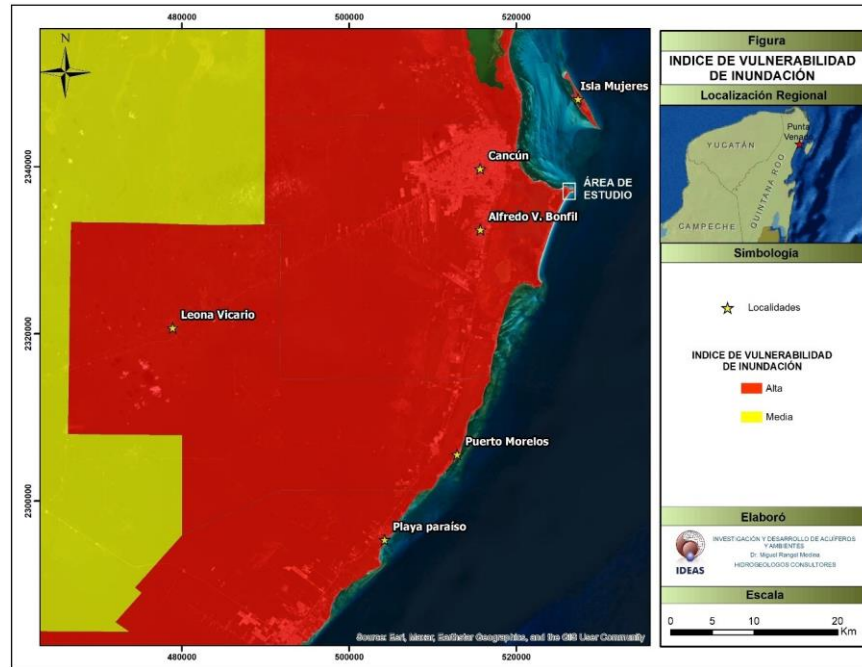 480000
500000
520000
2340000
2320000
2300000
N
Isla Mujeres
Cancún
ÁREA DE
ESTUDIO
Alfredo V. Bonfil
Leona Vicario
Puerto Morelos
Playa paraíso
Source: Esri, Maxar, Earthstar Geographics, and the GIS User Community
480000
500000
520000
Figura
INDICE DE VULNERABILIDAD
DE INUNDACIÓN
Localización Regional
Punta
YUCATÁN
QUINTANA ROO
CAMPECHE
Simbología
Localidades
INDICE DE VULNERABILIDAD
DE INUNDACIÓN
Alta
Media
Elaboró
IDEAS
INVESTIGACIÓN Y DESARROLLO DE ACUÍFEROS
Y AMBIENTES
Dr. Miguel Rangel Medina
HIDROGEOLOGOS CONSULTORES
Escala
0 5 10 15 20
Km